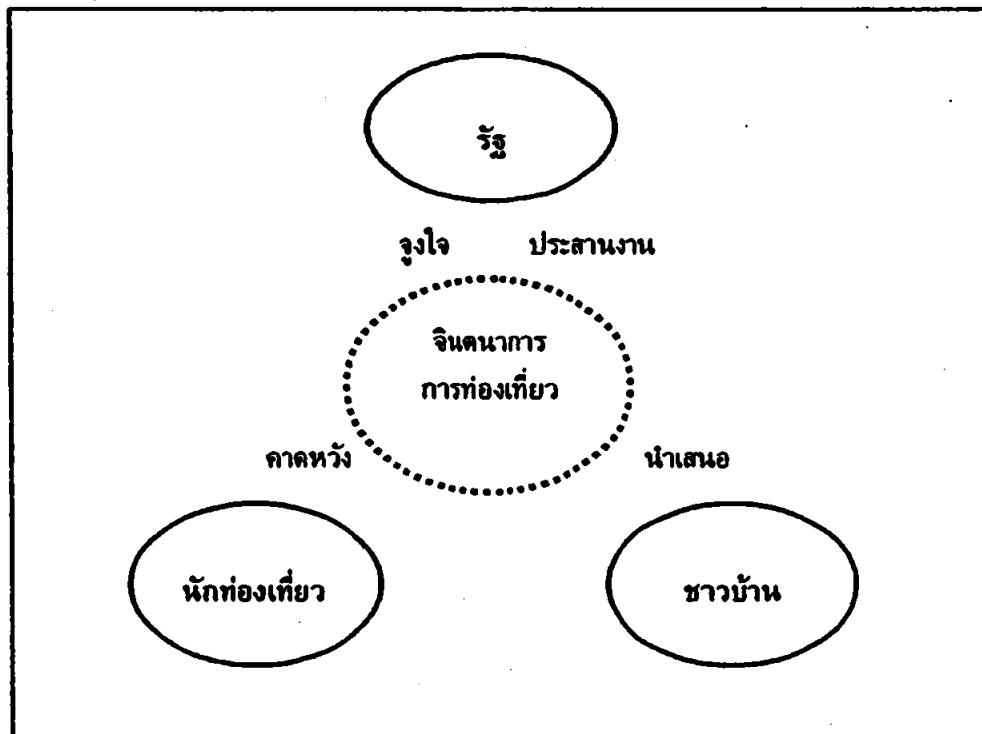 รัฐ
จูงใจ ประสานงาน
จินตนาการ
การท่องเที่ยว
คาดหวัง นำเสนอ
นักท่องเที่ยว ชาวบ้าน